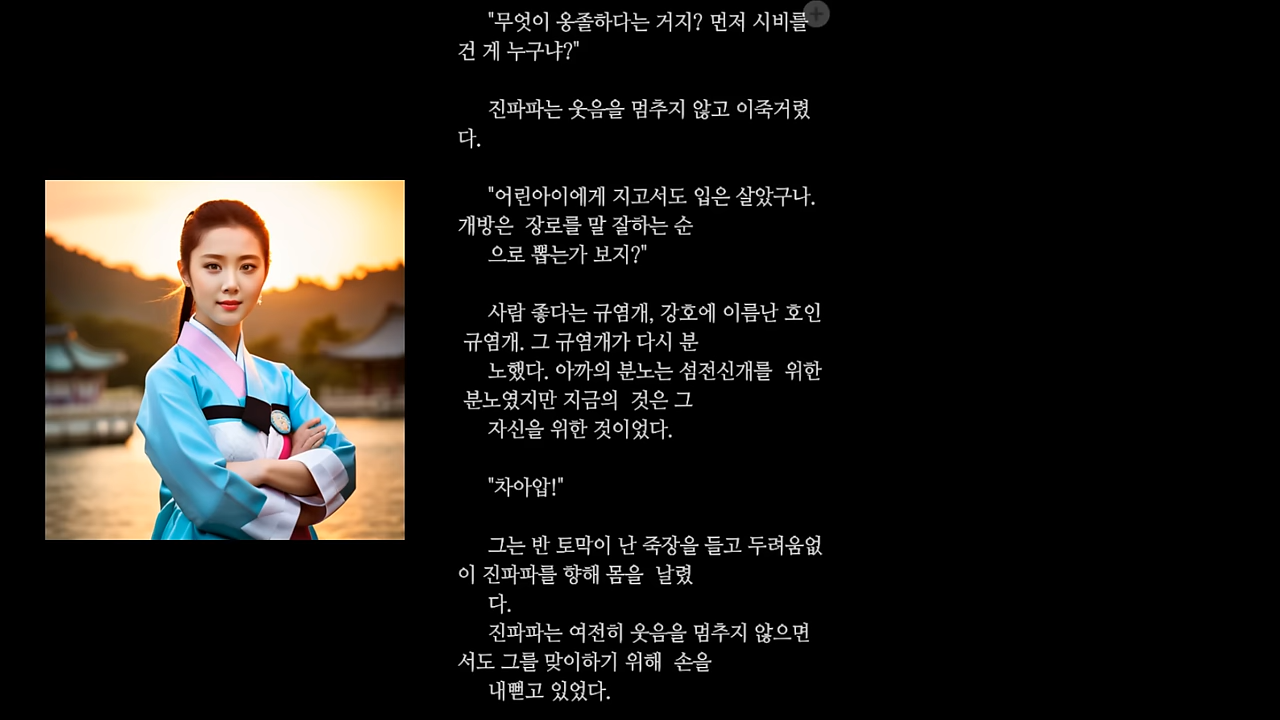 "무엇이 옹졸하다는 거지? 먼저 시비를
건 게 누구냐?"
진파파는 웃음을 멈추지 않고 이죽거렸
다.
"어린아이에게 지고서도 입은 살았구나.
개방은 장로를 말 잘하는 순
으로 뽑는가 보지?"
사람 좋다는 규염개, 강호에 이름난 호인
규염개. 그 규염개가 다시 분
노했다. 아까의 분노는 섬전신개를 위한
분노였지만 지금의 것은 그
자신을 위한 것이었다.
"차아압!"
그는 반 토막이 난 죽장을 들고 두려움없
이 진파파를 향해 몸을 날렸
다.
진파파는 여전히 웃음을 멈추지 않으면
서도 그를 맞이하기 위해 손을
내뻗고 있었다.